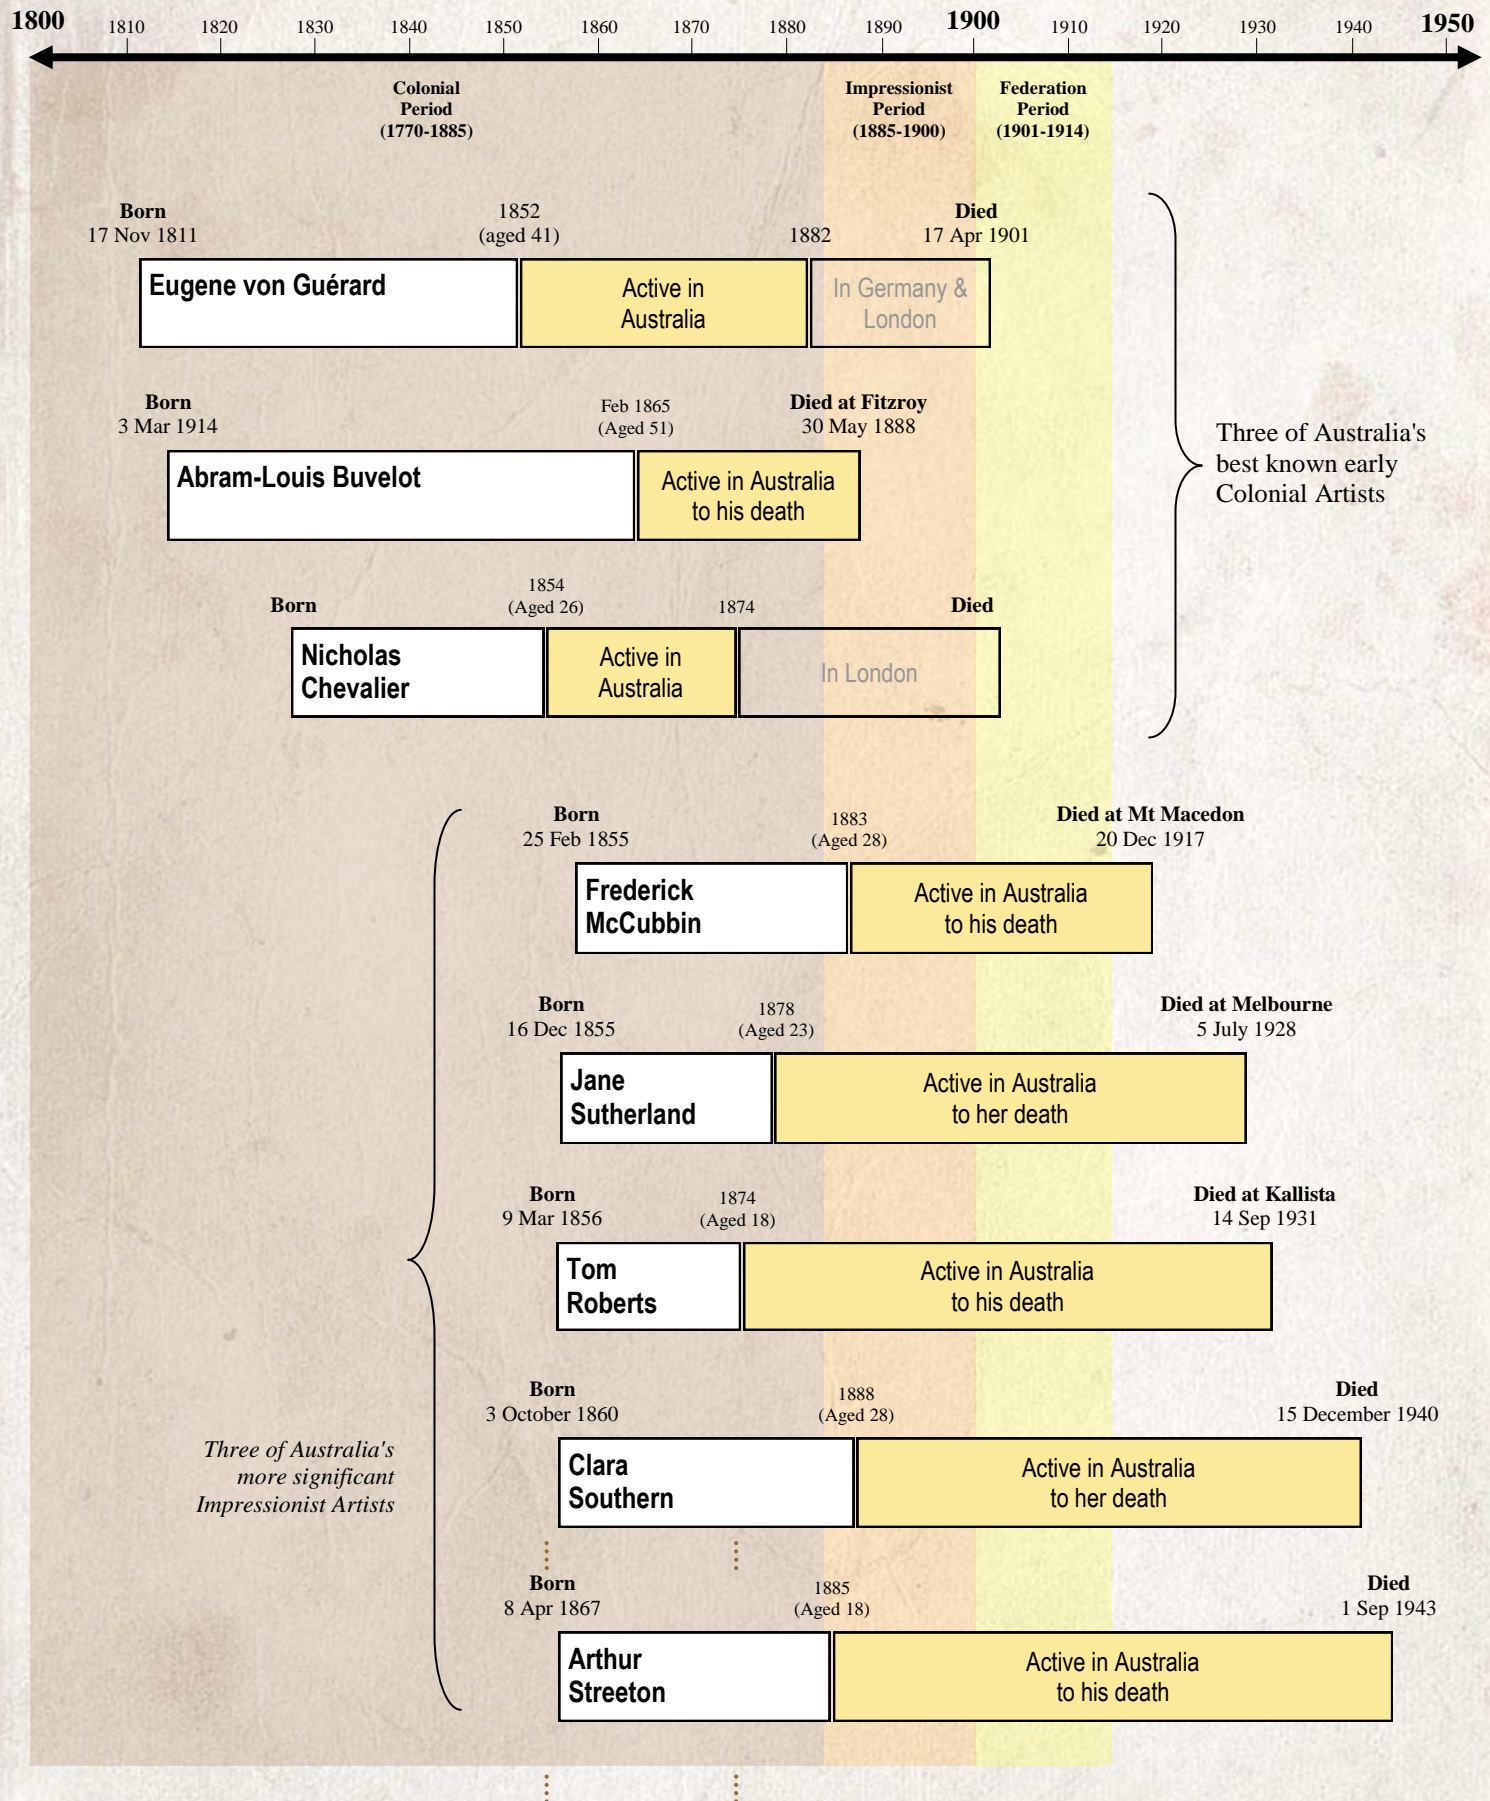 1800 1810 1820 1830 1840 1850 1860 1870 1880 1890 1900 1910 1920 1930 1940 1950
Colonial
Period
(1770-1885)
Impressionist
Period
(1885-1900)
Federation
Period
(1901-1914)
Born
17 Nov 1811
1852
(aged 41)
1882
Died
17 Apr 1901
Eugene von Guérard
Active in
Australia
In Germany &
London
Born
3 Mar 1914
Feb 1865
(Aged 51)
Died at Fitzroy
30 May 1888
Abram-Louis Buvelot
Active in Australia
to his death
Three of Australia's
best known early
Colonial Artists
Born
1854
(Aged 26)
1874
Died
Nicholas
Chevalier
Active in
Australia
In London
Born
25 Feb 1855
1883
(Aged 28)
Died at Mt Macedon
20 Dec 1917
Frederick
McCubbin
Active in Australia
to his death
Born
16 Dec 1855
1878
(Aged 23)
Died at Melbourne
5 July 1928
Jane
Sutherland
Active in Australia
to her death
Born
9 Mar 1856
1874
(Aged 18)
Died at Kallista
14 Sep 1931
Tom
Roberts
Active in Australia
to his death
Born
3 October 1860
1888
(Aged 28)
Died
15 December 1940
Three of Australia's
more significant
Impressionist Artists
Clara
Southern
Active in Australia
to her death
Born
8 Apr 1867
1885
(Aged 18)
Died
1 Sep 1943
Arthur
Streeton
Active in Australia
to his death